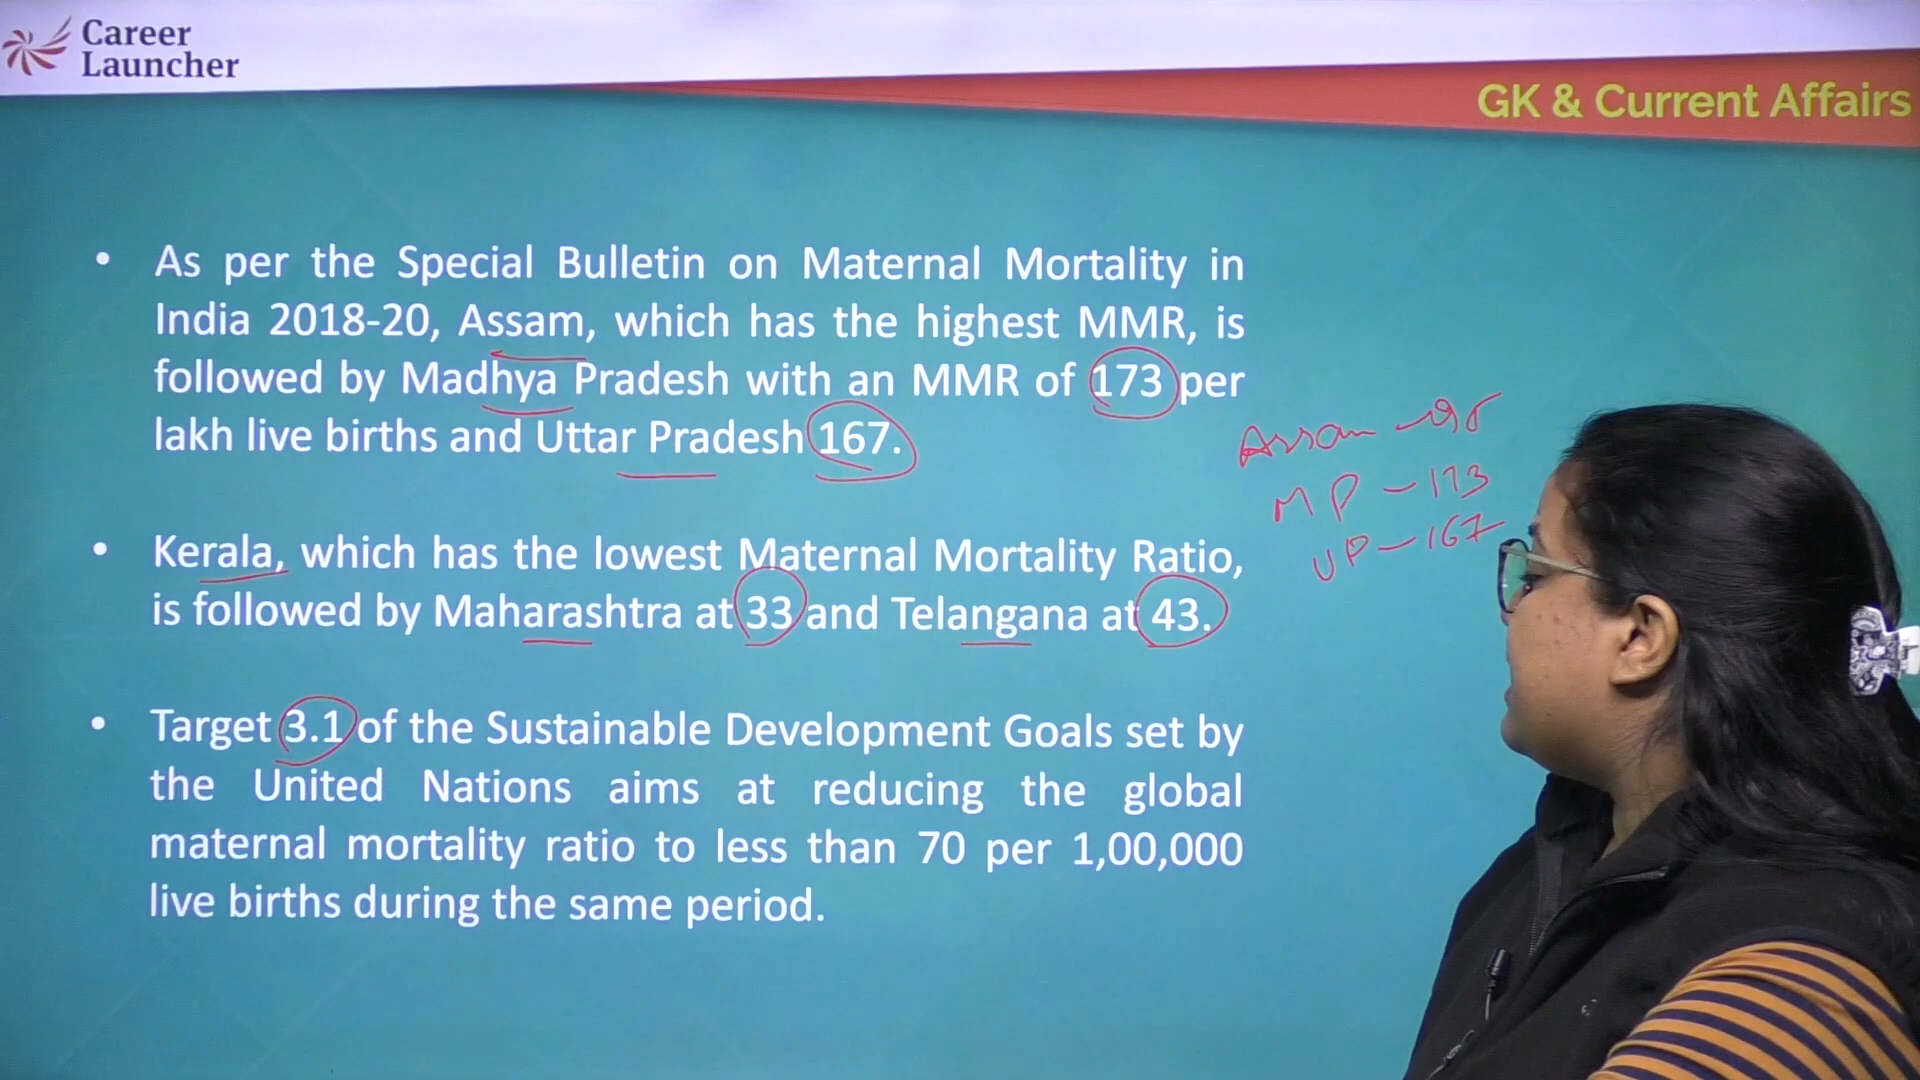 Career
Launcher
GK & Current Affairs
• As per the Special Bulletin on Maternal Mortality in
India 2018-20, Assam, which has the highest MMR, is
followed by Madhya Pradesh with an MMR of 173 per
lakh live births and Uttar Pradesh 167.
Assam -
MP - 173
UP - 167
• Kerala, which has the lowest Maternal Mortality Ratio,
is followed by Maharashtra at 33 and Telangana at 43.
• Target 3.1 of the Sustainable Development Goals set by
the United Nations aims at reducing the global
maternal mortality ratio to less than 70 per 1,00,000
live births during the same period.